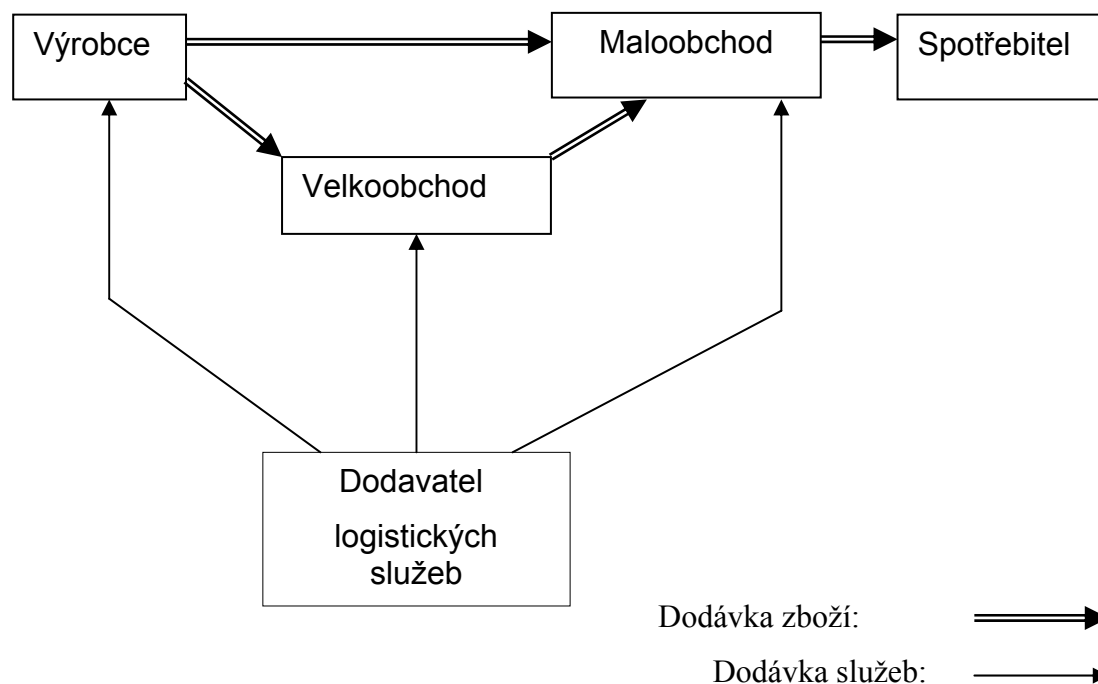 Výrobce
Maloobchod
Spotřebitel
Velkoobchod
Dodavatel
logistických
služeb
Dodávka zboží:
Dodávka služeb: